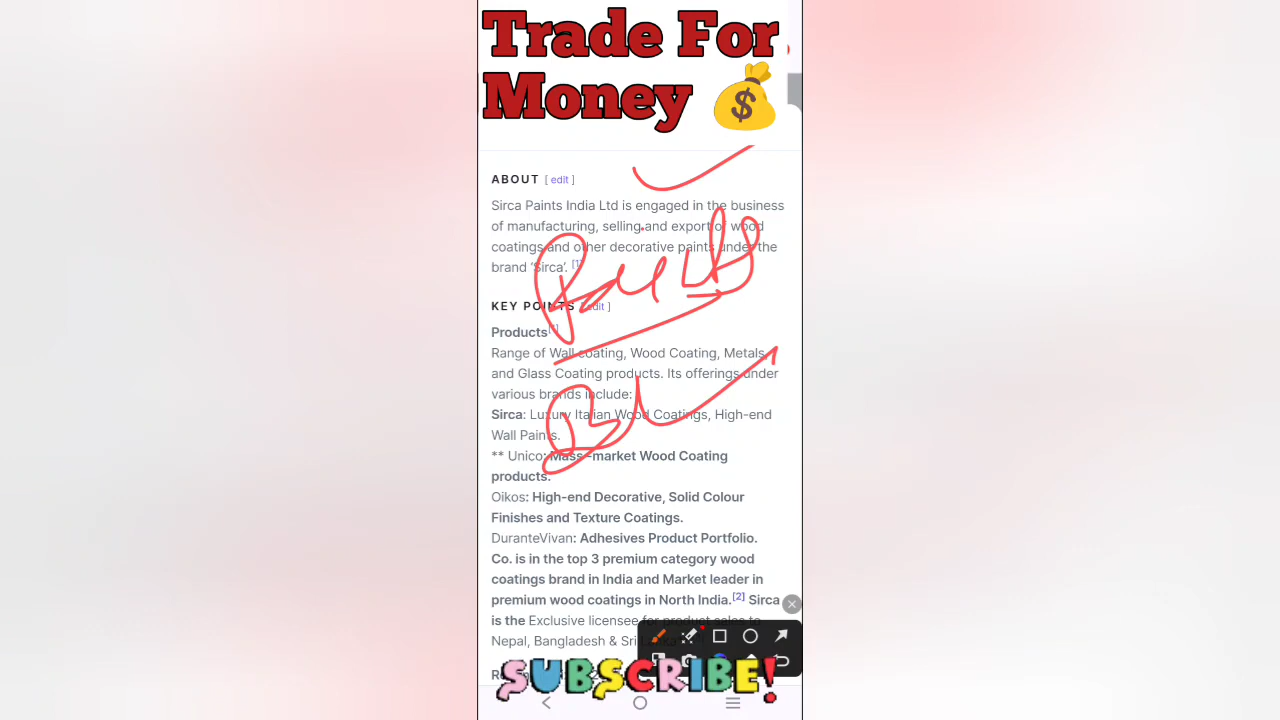 Trade For
Money
ABOUT [ edit ]
Sirca Paints India Ltd is engaged in the business
of manufacturing, selling and export of wood
coatings and other decorative paints under the
brand ‘Sirca’. [1]
KEY POINTS [ edit ]
Products
Range of Wall coating, Wood Coating, Metals,
and Glass Coating products. Its offerings under
various brands include:
Sirca: Luxury Italian Wood Coatings, High-end
Wall Paints.
** Unico: Mass-market Wood Coating
products.
Oikos: High-end Decorative, Solid Colour
Finishes and Texture Coatings.
DuranteVivan: Adhesives Product Portfolio.
Co. is in the top 3 premium category wood
coatings brand in India and Market leader in
premium wood coatings in North India.[2] Sirca
is the Exclusive licensee for product sales to
Nepal, Bangladesh & Sri
SUBSCRIBE!